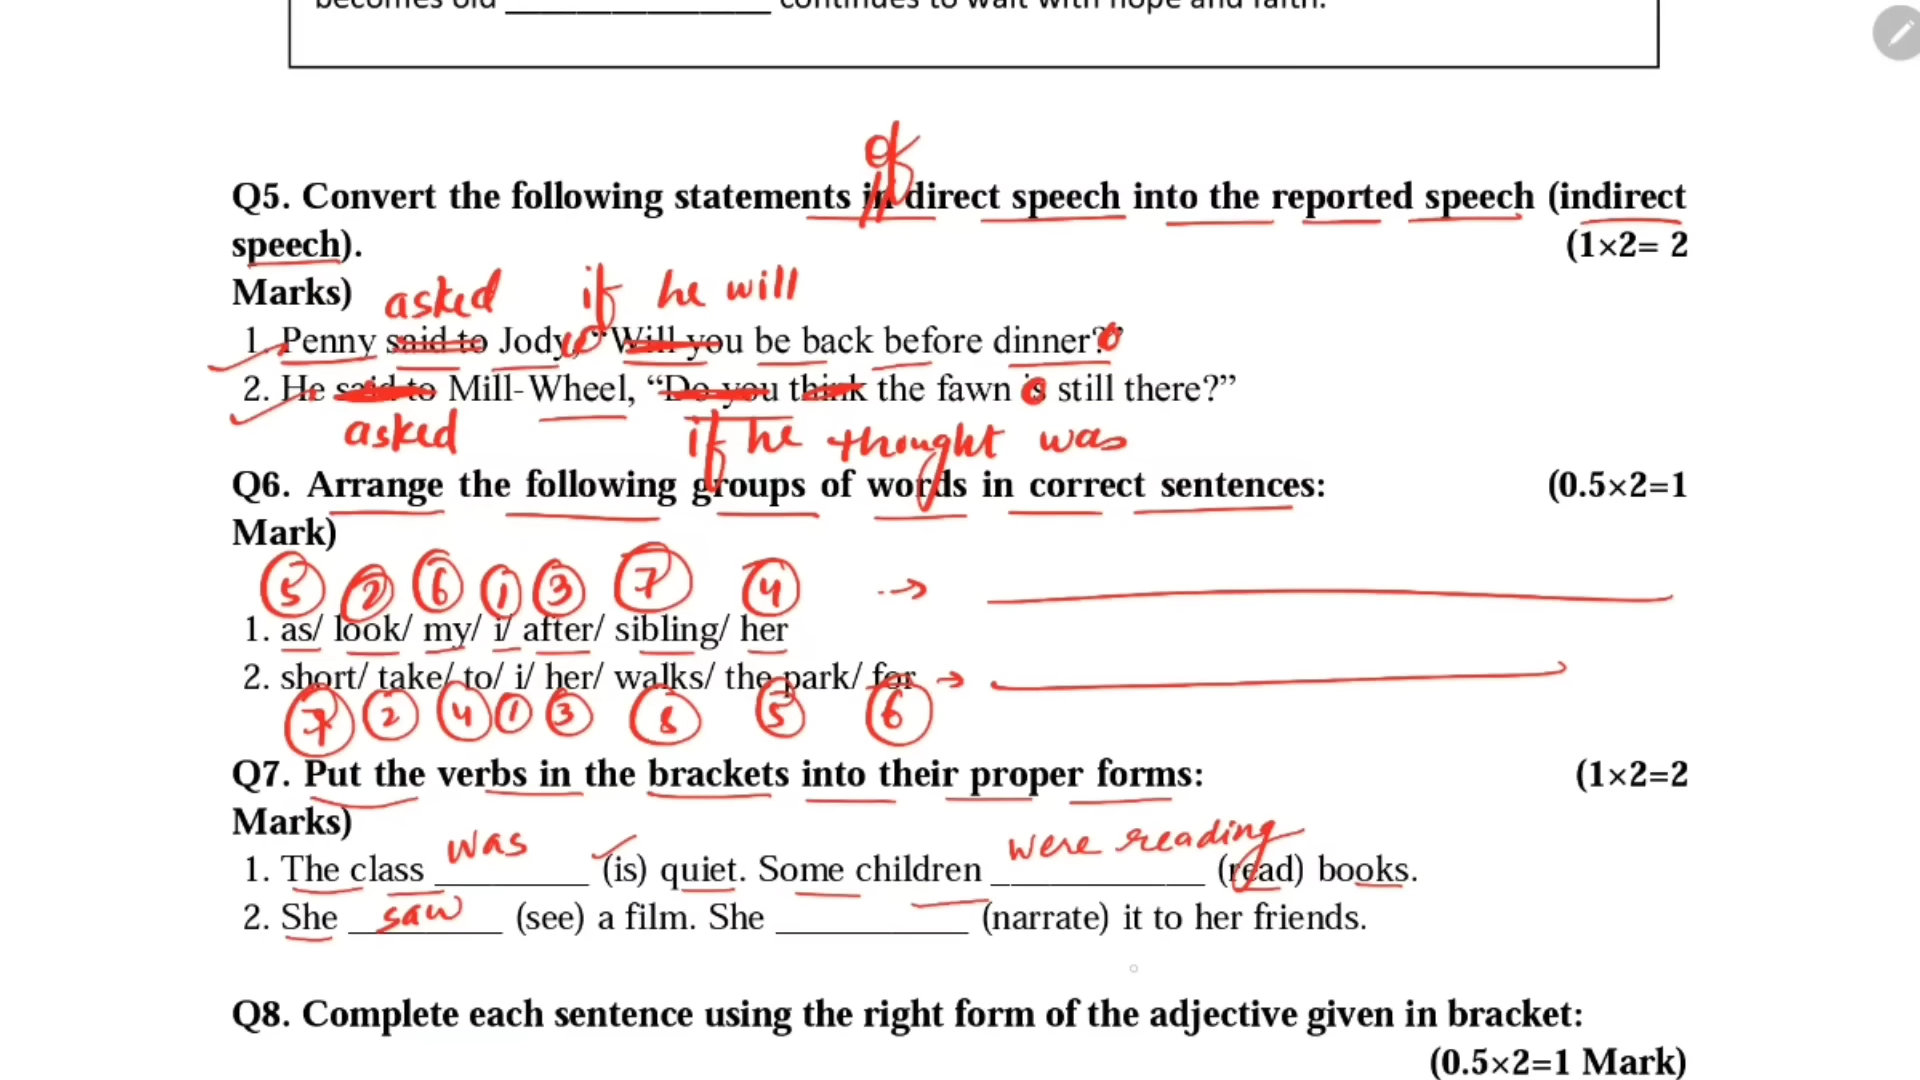 becomes old _______________ continues to wait with hope and faith.
of
Q5. Convert the following statements in direct speech into the reported speech (indirect
speech). (1×2= 2
Marks) asked if he will
1. Penny said to Jody, “Will you be back before dinner?”
2. He said to Mill-Wheel, “Do you think the fawn is still there?”
asked if he thought was
Q6. Arrange the following groups of words in correct sentences: (0.5×2=1
Mark)
5 2 6 1 3 7 4
1. as/ look/ my/ i/ after/ sibling/ her
2. short/ take/ to/ i/ her/ walks/ the park/ for
7 2 4 1 3 8 5 6
Q7. Put the verbs in the brackets into their proper forms: (1×2=2
Marks)
was were reading
1. The class ________ (is) quiet. Some children ___________ (read) books.
2. She ________ (see) a film. She __________ (narrate) it to her friends.
saw
Q8. Complete each sentence using the right form of the adjective given in bracket:
(0.5×2=1 Mark)